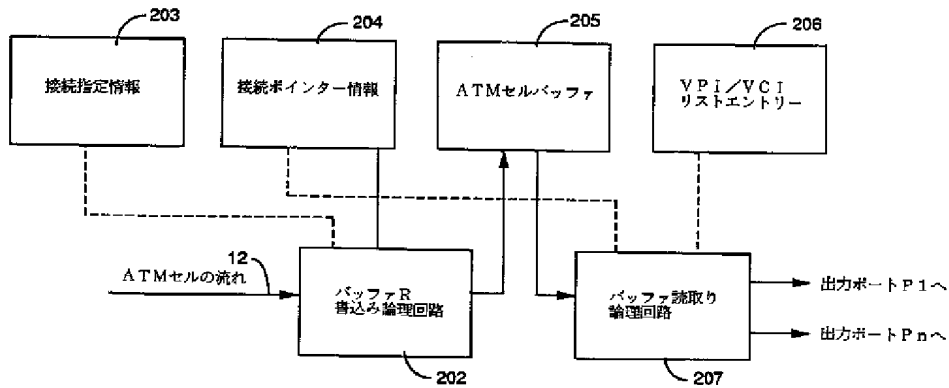 203
204
205
206
接続指定情報
接続ポインター情報
ATMセルバッファ
VPI/VCI
リストエントリー
12
ATMセルの流れ
バッファR
書込み論理回路
バッファ読取り
論理回路
出力ポートP1へ
出力ポートPnへ
202
207